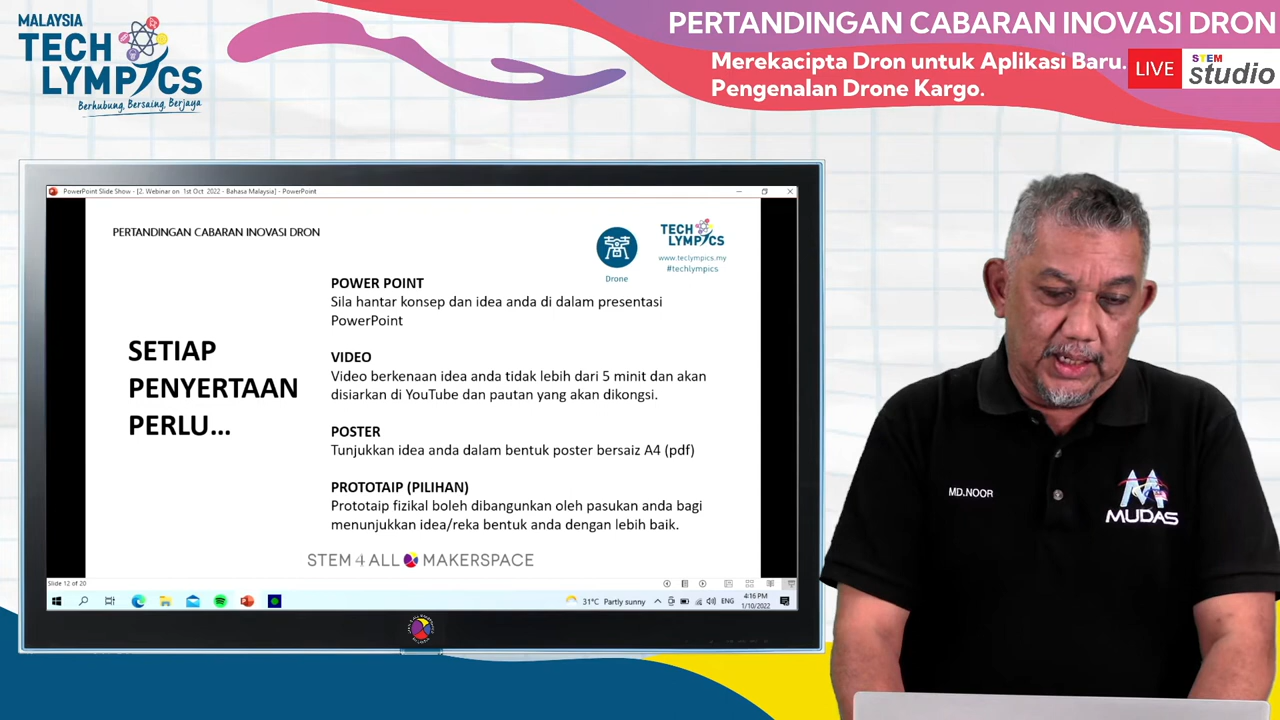 MALAYSIA
TECH
LYMPICS
Berhubung, Bersaing, Berjaya
PERTANDINGAN CABARAN INOVASI DRON
Merekacipta Dron untuk Aplikasi Baru.
Pengenalan Drone Kargo.
LIVE
STEM
studio
PowerPoint Slide Show - [2. Webinar on 1st Oct 2022 - Bahasa Malaysia] - PowerPoint
PERTANDINGAN CABARAN INOVASI DRON
Drone
TECH
LYMPICS
www.teclympics.my
#techlympics
SETIAP
PENYERTAAN
PERLU...
POWER POINT
Sila hantar konsep dan idea anda di dalam presentasi
PowerPoint
VIDEO
Video berkenaan idea anda tidak lebih dari 5 minit dan akan
disiarkan di YouTube dan pautan yang akan dikongsi.
POSTER
Tunjukkan idea anda dalam bentuk poster bersaiz A4 (pdf)
PROTOTAIP (PILIHAN)
Prototaip fizikal boleh dibangunkan oleh pasukan anda bagi
menunjukkan idea/reka bentuk anda dengan lebih baik.
STEM 4 ALL MAKERSPACE
Slide 12 of 20
31°C Partly sunny
ENG
4:16 PM
1/10/2022
MD.NOOR
MUDAS